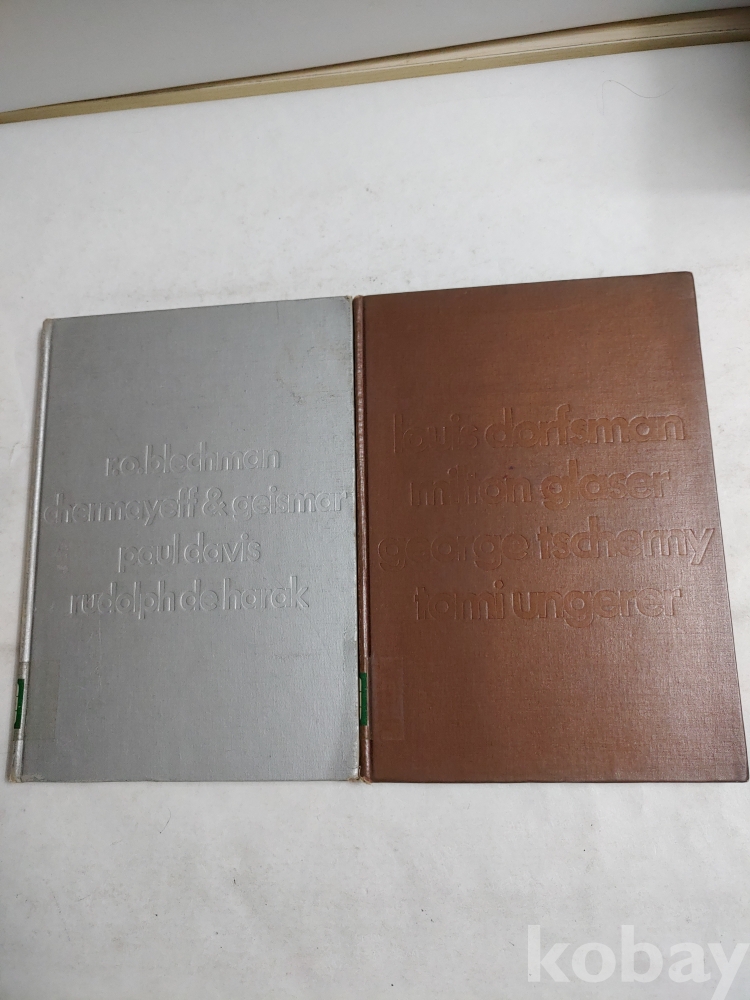 r.o.blechman
chermayeff & geismar
paul davis
rudolph de harak
louis dorfsman
milton glaser
george tscherny
tomi ungerer
kobay